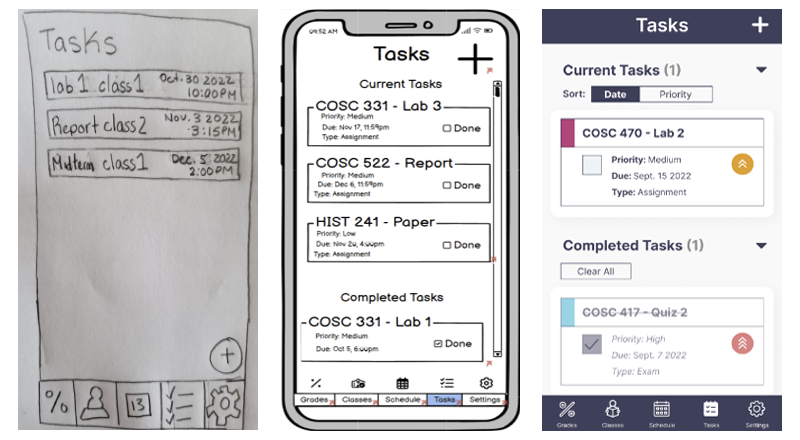 Tasks
lab 1 class1 Oct. 30 2022
10:00PM
Report class2 Nov. 3 2022
3:15PM
Midterm class1 Dec. 5 2022
2:00PM
+
%
13
09:52 AM
Tasks
Current Tasks
COSC 331 - Lab 3
Priority: Medium
Due: Nov 17, 11:59pm
Type: Assignment
Done
COSC 522 - Report
Priority: Medium
Due: Dec 6, 11:59pm
Type: Assignment
Done
HIST 241 - Paper
Priority: Low
Due: Nov 20, 4:00pm
Type: Assignment
Done
Completed Tasks
COSC 331 - Lab 1
Priority: Medium
Due: Oct 5, 6:00pm
Done
Grades Classes Schedule Tasks Settings
Tasks +
Current Tasks (1)
Sort: Date Priority
COSC 470 - Lab 2
Priority: Medium
Due: Sept. 15 2022
Type: Assignment
Completed Tasks (1)
Clear All
COSC 417 - Quiz 2
Priority: High
Due: Sept. 7 2022
Type: Exam
Grades Classes Schedule Tasks Settings